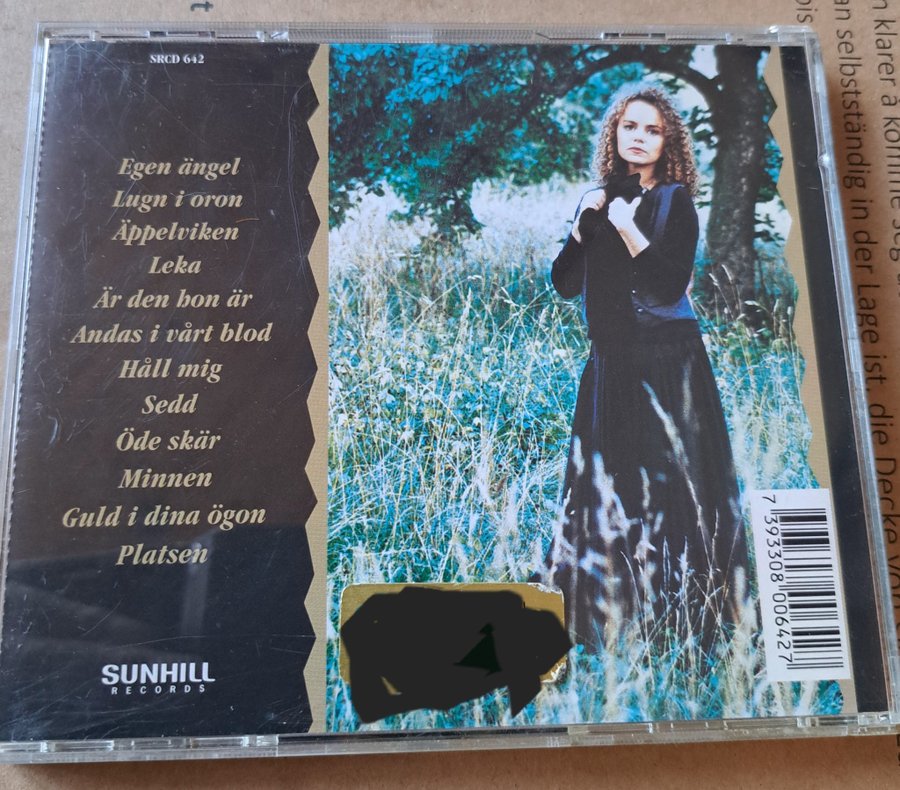 SRCD 642
Egen ängel
Lugn i oron
Äppelviken
Leka
Är den hon är
Andas i vårt blod
Håll mig
Sedd
Öde skär
Minnen
Guld i dina ögon
Platsen
SUNHILL
RECORDS
7 393308 006427
klarer å komme seg
selbstständig in der Lage ist, die Decke